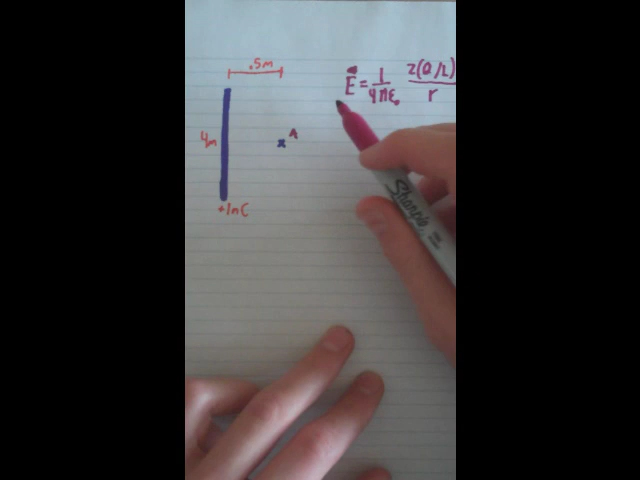 .5m
E = 1/4πε₀ 2(Q/L)/r
4m
A
+1nC
Sharpie